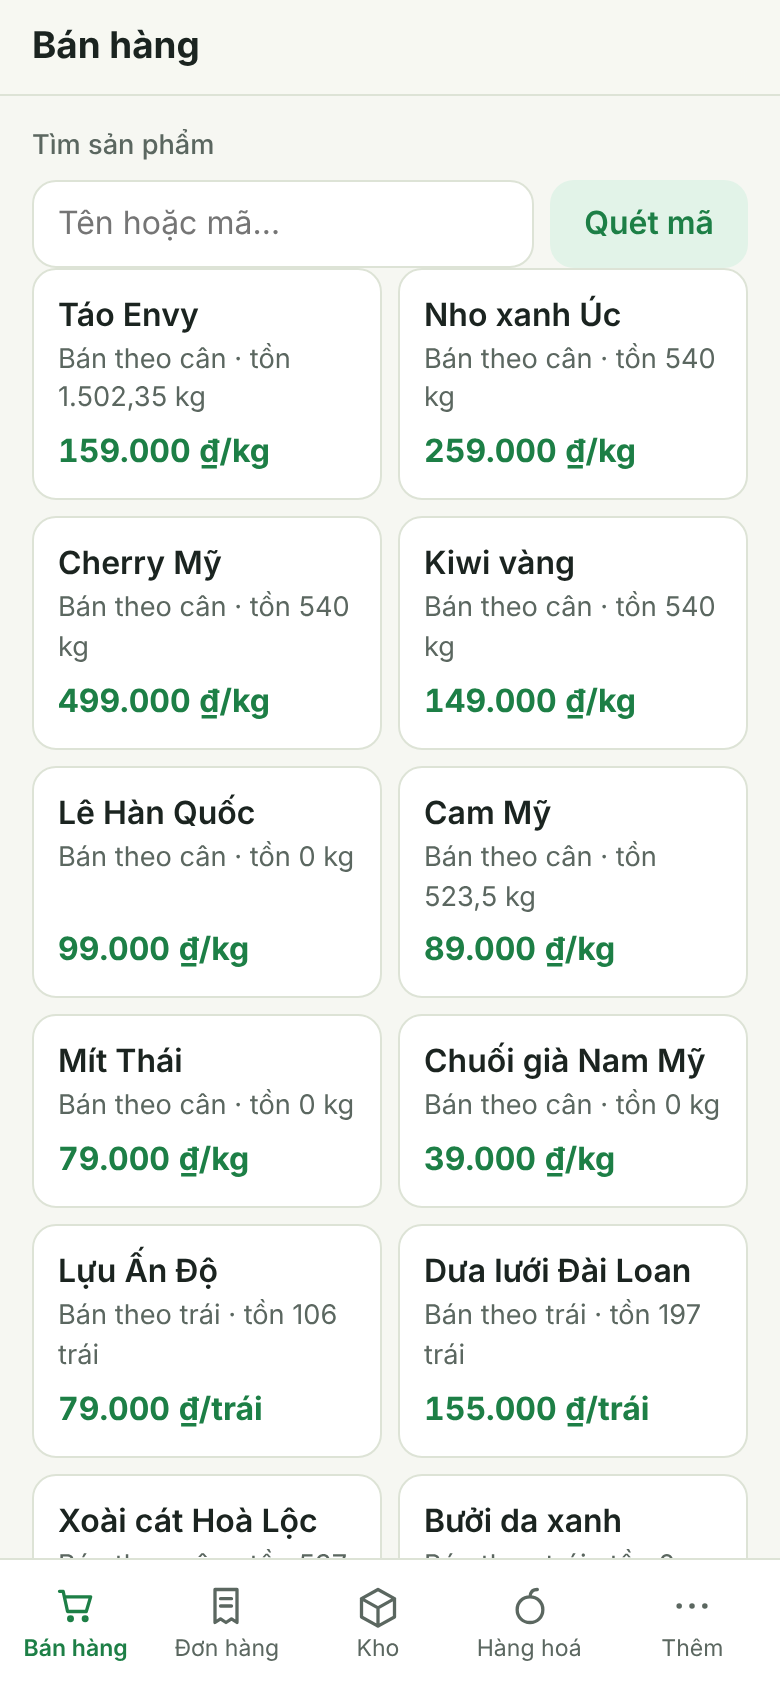 Bán hàng
Tìm sản phẩm
Tên hoặc mã...
Quét mã
Táo Envy
Bán theo cân · tồn
1.502,35 kg
159.000 ₫/kg
Nho xanh Úc
Bán theo cân · tồn 540
kg
259.000 ₫/kg
Cherry Mỹ
Bán theo cân · tồn 540
kg
499.000 ₫/kg
Kiwi vàng
Bán theo cân · tồn 540
kg
149.000 ₫/kg
Lê Hàn Quốc
Bán theo cân · tồn 0 kg
99.000 ₫/kg
Cam Mỹ
Bán theo cân · tồn
523,5 kg
89.000 ₫/kg
Mít Thái
Bán theo cân · tồn 0 kg
79.000 ₫/kg
Chuối già Nam Mỹ
Bán theo cân · tồn 0 kg
39.000 ₫/kg
Lựu Ấn Độ
Bán theo trái · tồn 106
trái
79.000 ₫/trái
Dưa lưới Đài Loan
Bán theo trái · tồn 197
trái
155.000 ₫/trái
Xoài cát Hoà Lộc
Bưởi da xanh
Bán hàng
Đơn hàng
Kho
Hàng hoá
Thêm